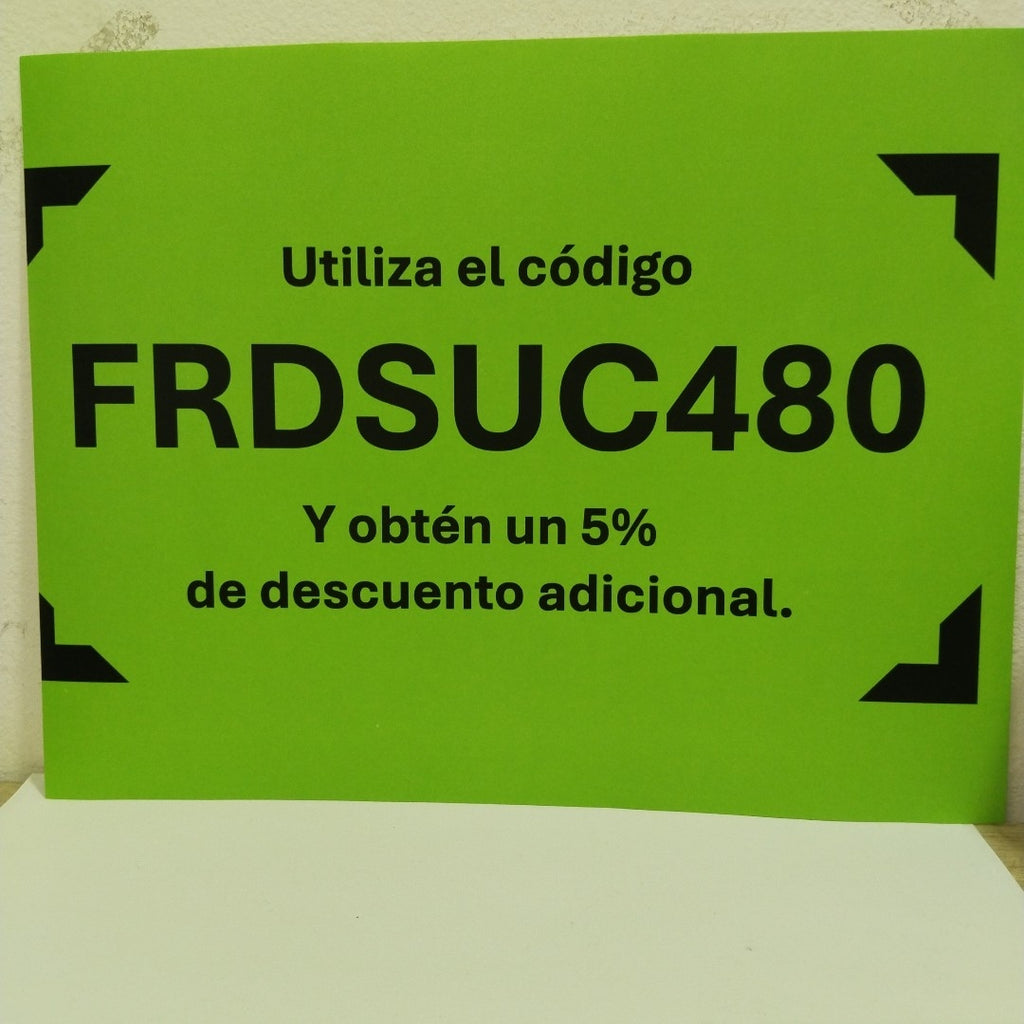 Utiliza el código
FRDSUC480
Y obtén un 5%
de descuento adicional.